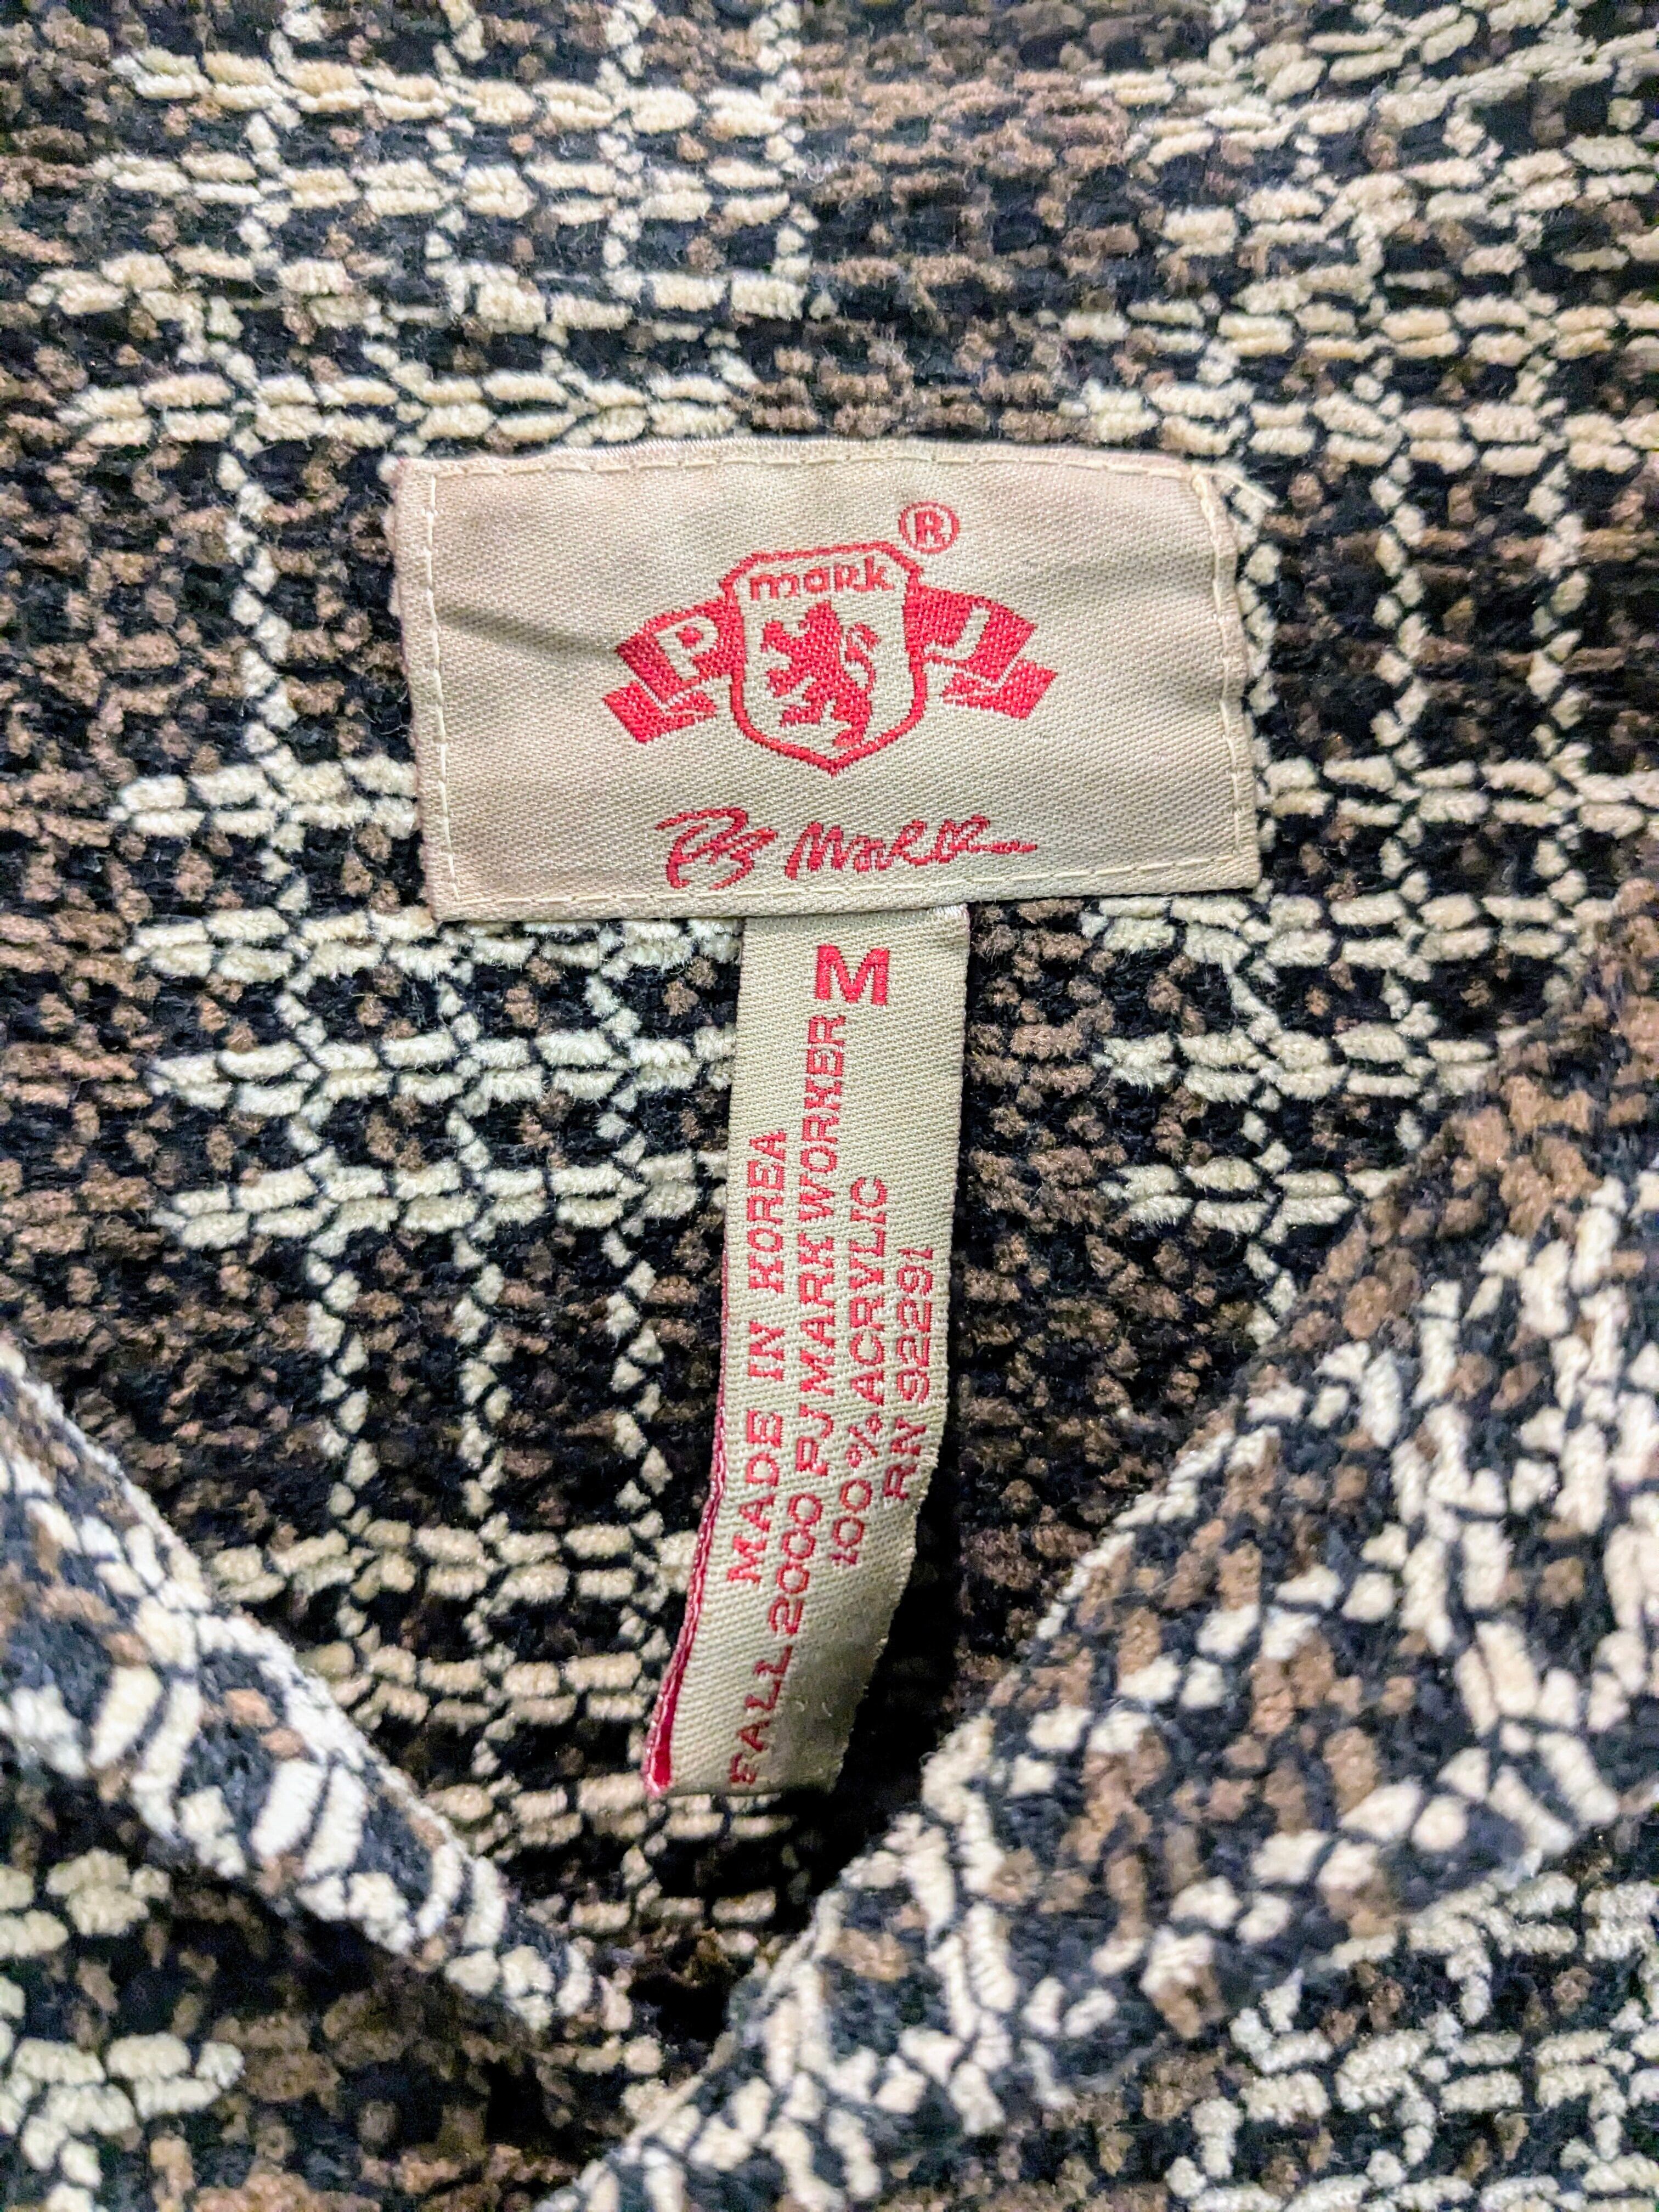 ®
mark
P J
PJ Mark
M
MADE IN KOREA
FALL 2000 PJ MARK WORKER
100% ACRYLIC
RN 92291